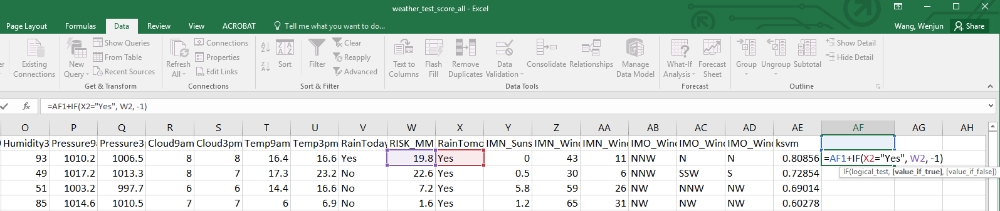 weather_test_score_all - Excel
Page Layout Formulas Data Review View ACROBAT Tell me what you want to do... Wang, Wenjun Share
Existing Connections
New Query
Show Queries
From Table
Recent Sources
Get & Transform
Refresh All
Connections
Properties
Edit Links
Connections
Sort
Filter
Clear
Reapply
Advanced
Sort & Filter
Text to Columns
Flash Fill
Remove Duplicates
Data Validation
Consolidate
Relationships
Manage Data Model
Data Tools
What-If Analysis
Forecast Sheet
Forecast
Group
Ungroup
Subtotal
Show Detail
Hide Detail
Outline
fx =AF1+IF(X2="Yes", W2, -1)
O P Q R S T U V W X Y Z AA AB AC AD AE AF AG AH
Humidity3 Pressure9a Pressure3p Cloud9am Cloud3pm Temp9am Temp3pm RainToday RISK_MM RainTomo IMN_Suns IMN_Wind IMN_Wind IMO_Wind IMO_Wind IMO_Wind ksvm
93 1010.2 1006.5 8 8 16.4 16.6 Yes 19.8 Yes 0 43 11 NNW N N 0.80856 =AF1+IF(X2="Yes", W2, -1)
IF(logical_test, [value_if_true], [value_if_false])
49 1017.2 1013.3 8 7 17.3 23.2 No 22.6 Yes 0.5 30 6 NNW SSW S 0.72854
51 1003.2 997.7 6 6 14.4 16.6 No 7.2 Yes 5.8 59 26 NW NNW NW 0.69014
85 1014.6 1010.5 7 7 6 6.9 No 1.6 Yes 1.2 65 31 NW NW NW 0.60278